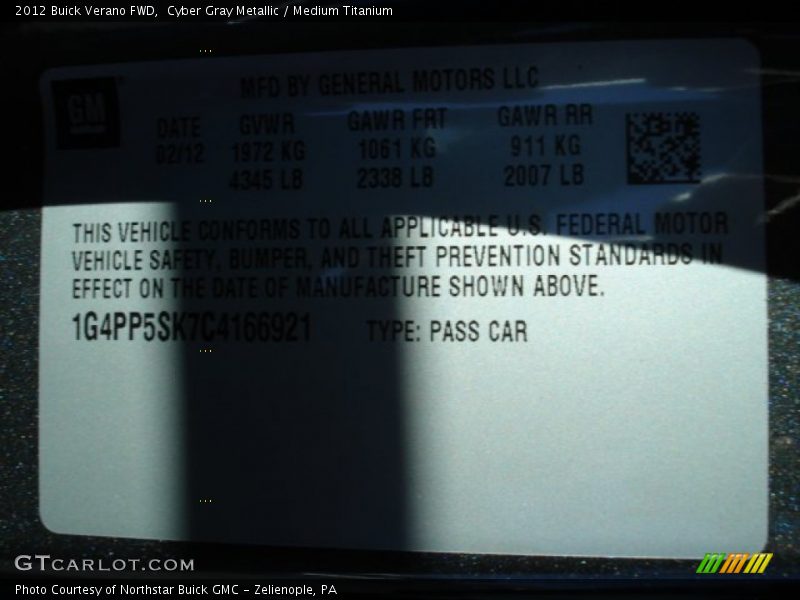 2012 Buick Verano FWD,  Cyber Gray Metallic / Medium Titanium
GM
MFD BY GENERAL MOTORS LLC
DATE GVWR GAWR FRT GAWR RR
02/12 1972 KG 1061 KG 911 KG
4345 LB 2338 LB 2007 LB
THIS VEHICLE CONFORMS TO ALL APPLICABLE U.S. FEDERAL MOTOR
VEHICLE SAFETY, BUMPER, AND THEFT PREVENTION STANDARDS IN
EFFECT ON THE DATE OF MANUFACTURE SHOWN ABOVE.
1G4PP5SK7C4166921 TYPE: PASS CAR
GTCARLOT.COM
Photo Courtesy of Northstar Buick GMC - Zelienople, PA